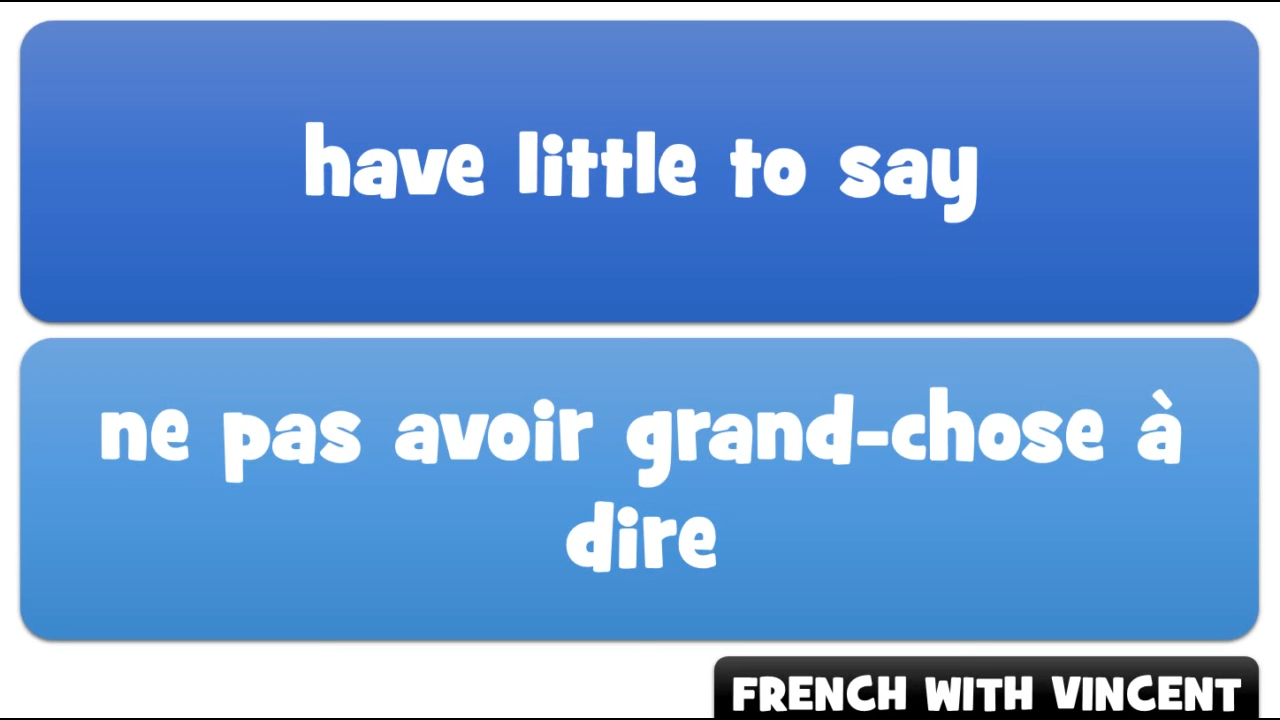 have little to say
ne pas avoir grand-chose à
dire
FRENCH WITH VINCENT